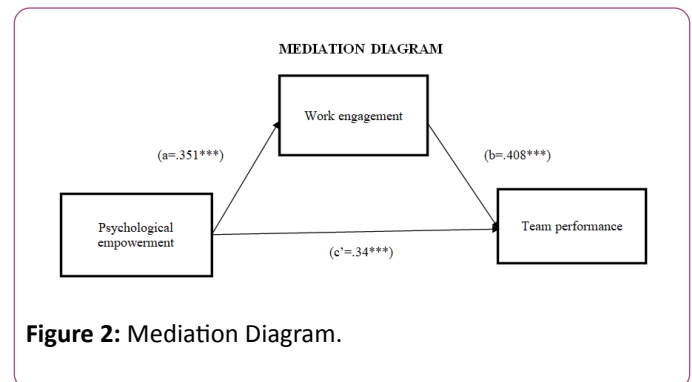 MEDIATION DIAGRAM
Work engagement
(a=.351***)
(b=.408***)
Psychological
empowerment
Team performance
(c’=.34***)
Figure 2: Mediation Diagram.